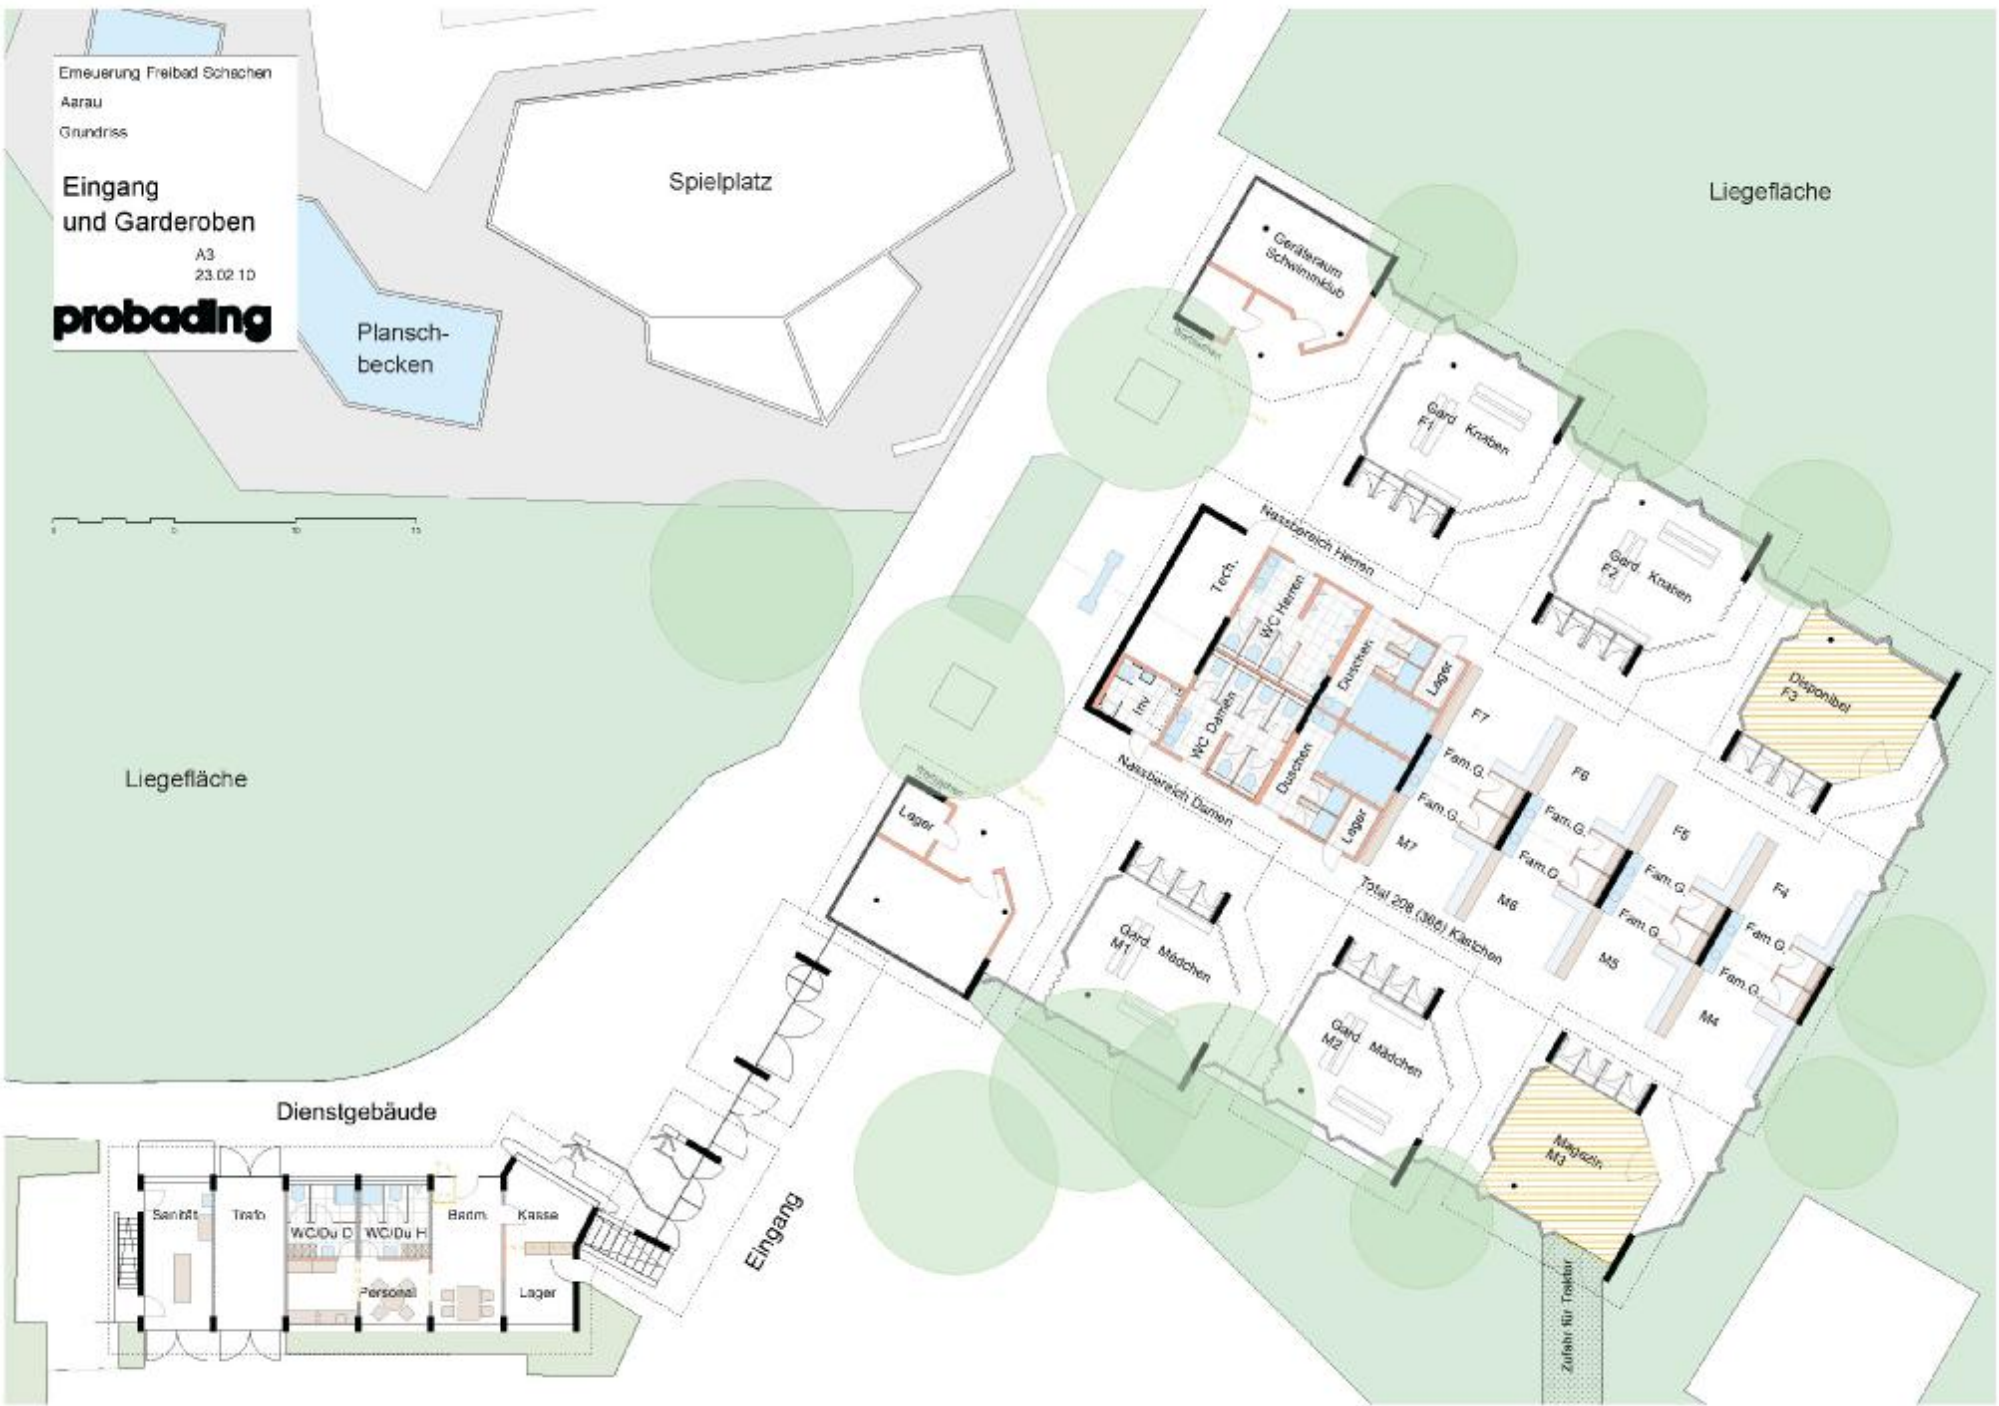 Erneuerung Freibad Schachen
Aarau
Grundriss
Eingang
und Garderoben
A3
23.02.10
probading
Plansch-
becken
Spielplatz
Liegefläche
Geräteraum
Schwimmklub
Gard. Knaben
F1
Gard. Knaben
F2
Disponibel
F3
Nassbereich Herren
Tech.
WC Herren
Duschen
Lager
Inv
WC Damen
Duschen
Lager
Nassbereich Damen
F7
F6
F5
F4
Fam.G.
Fam.G.
Fam.G.
Fam.G.
Fam.G.
Fam.G.
Fam.G.
Fam.G.
M7
M6
M5
M4
Total 208 (366) Kästchen
Liegefläche
Lager
Gard. Mädchen
M1
Gard. Mädchen
M2
Magazin
M3
Zufahr für Traktor
Dienstgebäude
Eingang
Sanität
Trafo
WC/Du D
WC/Du H
Badm.
Kasse
Personal
Lager